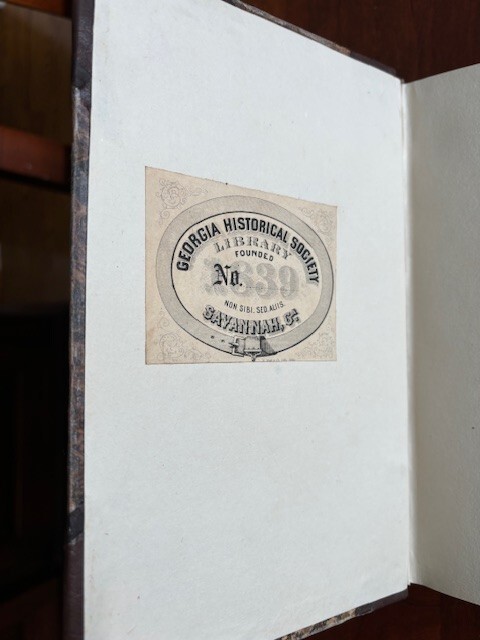 GEORGIA HISTORICAL SOCIETY
LIBRARY
FOUNDED
No. 1839
NON SIBI, SED ALIIS.
SAVANNAH, Ga.